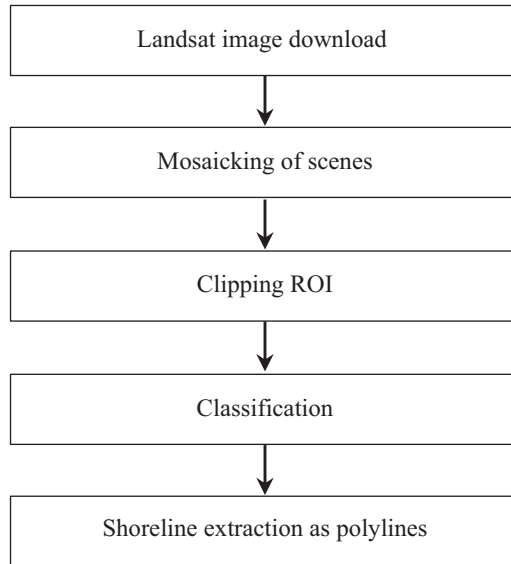 Landsat image download
Mosaicking of scenes
Clipping ROI
Classification
Shoreline extraction as polylines